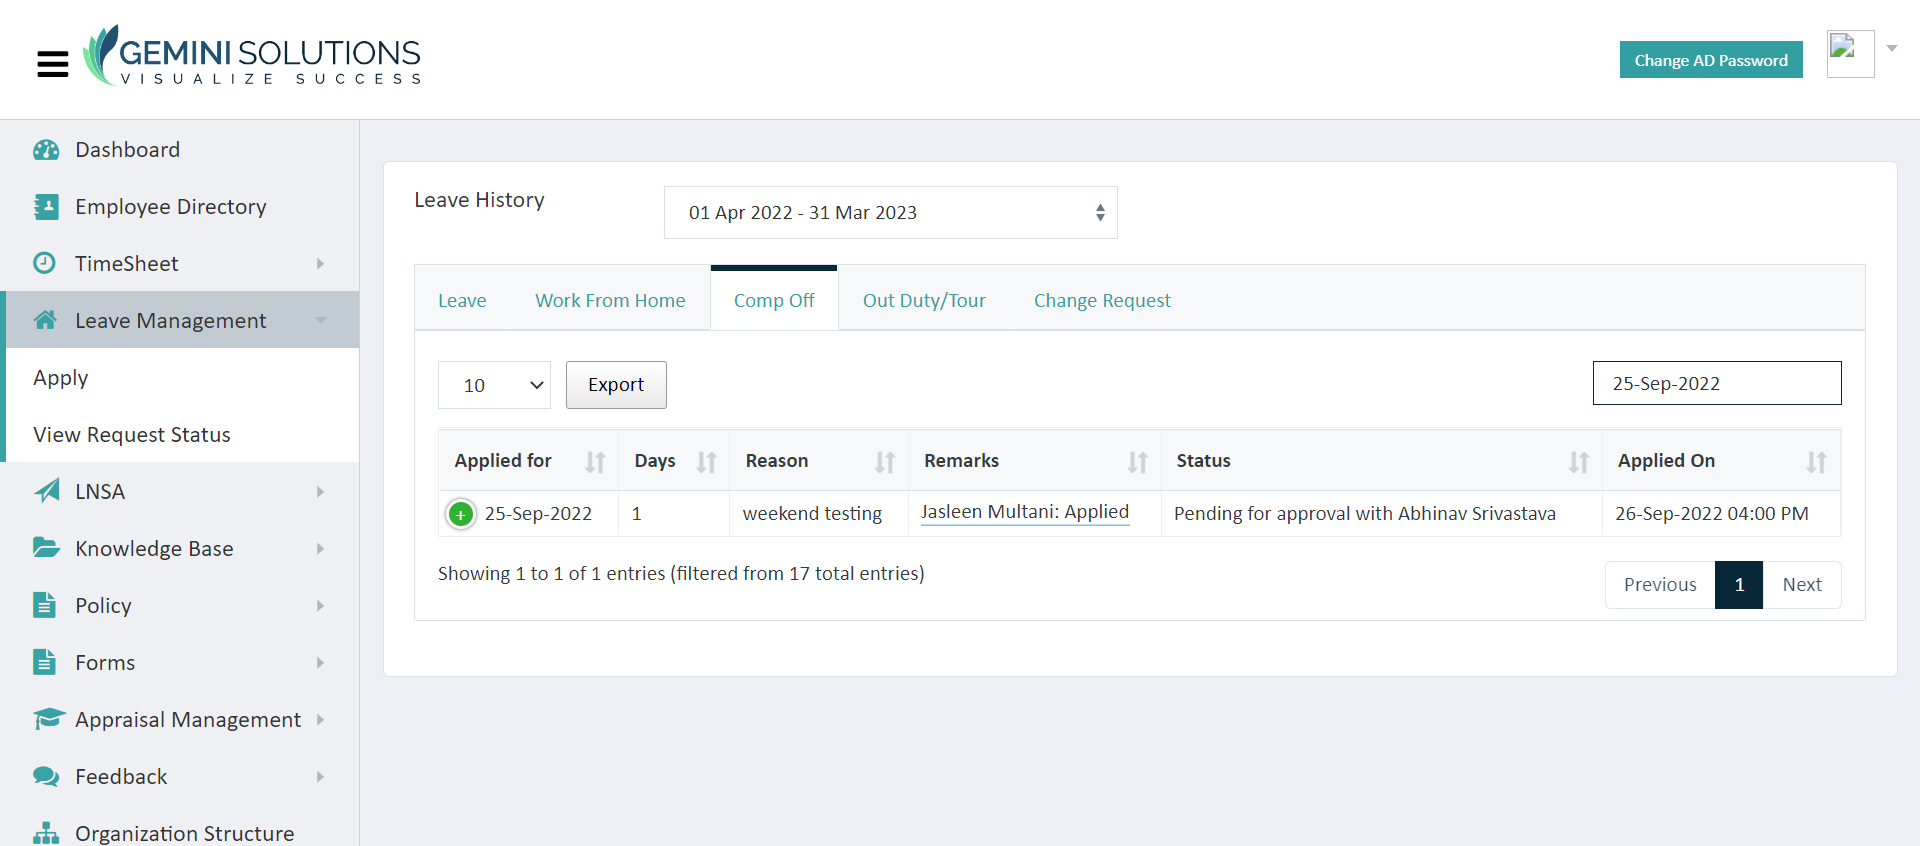 GEMINI SOLUTIONS
VISUALIZE SUCCESS
Change AD Password
Dashboard
Employee Directory
TimeSheet
Leave Management
Apply
View Request Status
LNSA
Knowledge Base
Policy
Forms
Appraisal Management
Feedback
Organization Structure
Leave History
01 Apr 2022 - 31 Mar 2023
Leave Work From Home Comp Off Out Duty/Tour Change Request
10 Export 25-Sep-2022
Applied for Days Reason Remarks Status Applied On
25-Sep-2022 1 weekend testing Jasleen Multani: Applied Pending for approval with Abhinav Srivastava 26-Sep-2022 04:00 PM
Showing 1 to 1 of 1 entries (filtered from 17 total entries)
Previous 1 Next